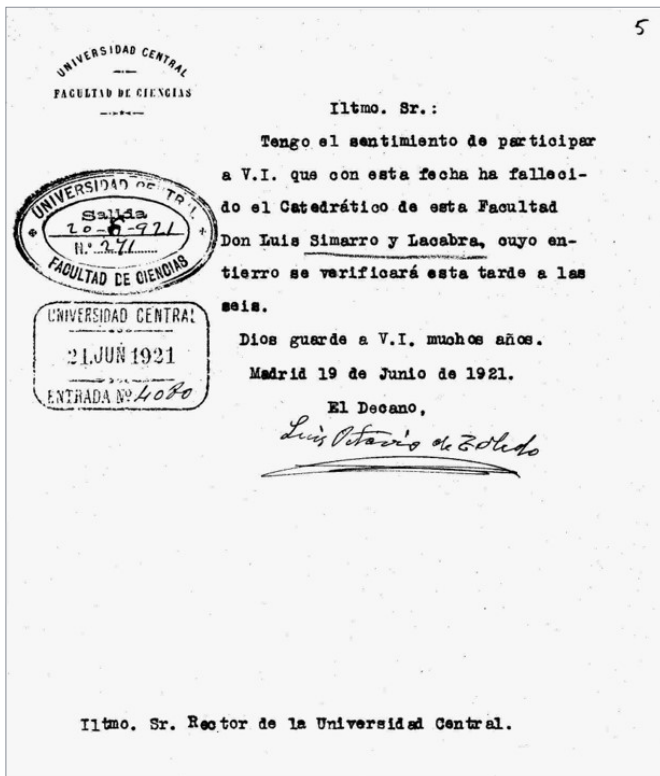 5
UNIVERSIDAD CENTRAL
FACULTAD DE CIENCIAS
Iltmo. Sr.:
Tengo el sentimiento de participar
a V.I. que con esta fecha ha falleci-
do el Catedrático de esta Facultad
Don Luis Simarro y Lacabra, cuyo en-
tierro se verificará esta tarde a las
seis.
Dios guarde a V.I. muchos años.
Madrid 19 de Junio de 1921.
El Decano,
Luis Octavio de Toledo
UNIVERSIDAD CENTRAL
Salida
20-6-921
N.º 271
FACULTAD DE CIENCIAS
UNIVERSIDAD CENTRAL
21.JUN 1921
ENTRADA Nº 4080
Iltmo. Sr. Rector de la Universidad Central.